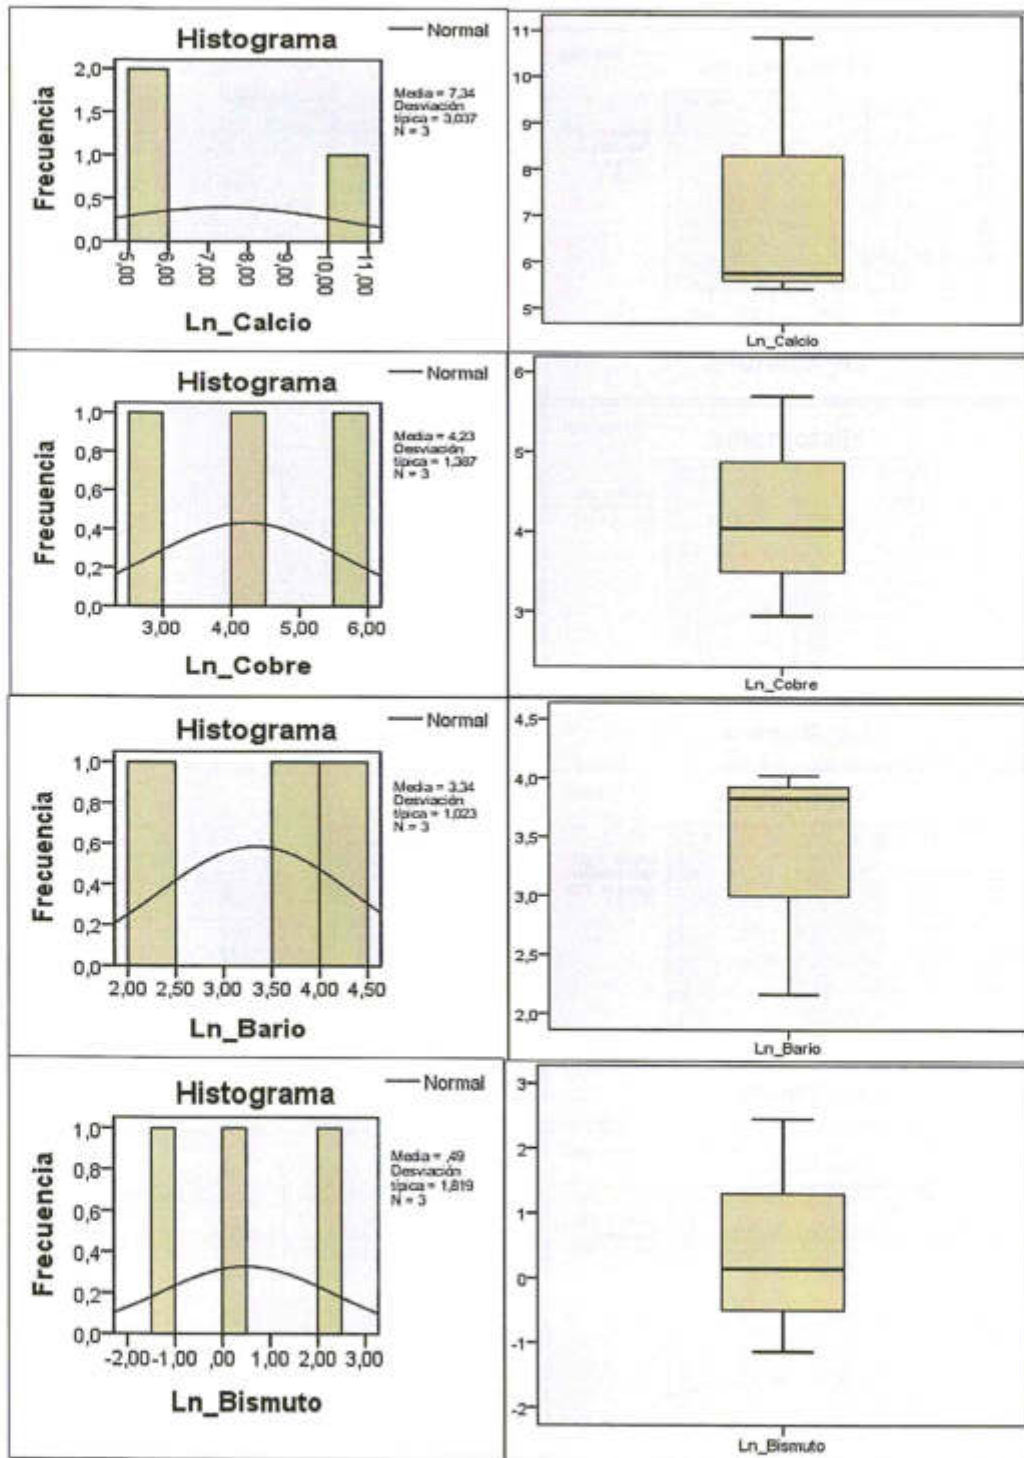 Histograma
Normal
Media = 7,34
Desviación
típica = 3,037
N = 3
Frecuencia
2,0
1,5
1,0
0,5
0,0
5,00 6,00 7,00 8,00 9,00 10,00 11,00
Ln_Calcio
11
10
9
8
7
6
5
Ln_Calcio
Histograma
Normal
Media = 4,23
Desviación
típica = 1,387
N = 3
Frecuencia
1,0
0,8
0,6
0,4
0,2
0,0
3,00 4,00 5,00 6,00
Ln_Cobre
6
5
4
3
Ln_Cobre
Histograma
Normal
Media = 3,34
Desviación
típica = 1,023
N = 3
Frecuencia
1,0
0,8
0,6
0,4
0,2
0,0
2,00 2,50 3,00 3,50 4,00 4,50
Ln_Bario
4,5
4,0
3,5
3,0
2,5
2,0
Ln_Bario
Histograma
Normal
Media = ,49
Desviación
típica = 1,819
N = 3
Frecuencia
1,0
0,8
0,6
0,4
0,2
0,0
-2,00 -1,00 ,00 1,00 2,00 3,00
Ln_Bismuto
3
2
1
0
-1
-2
Ln_Bismuto